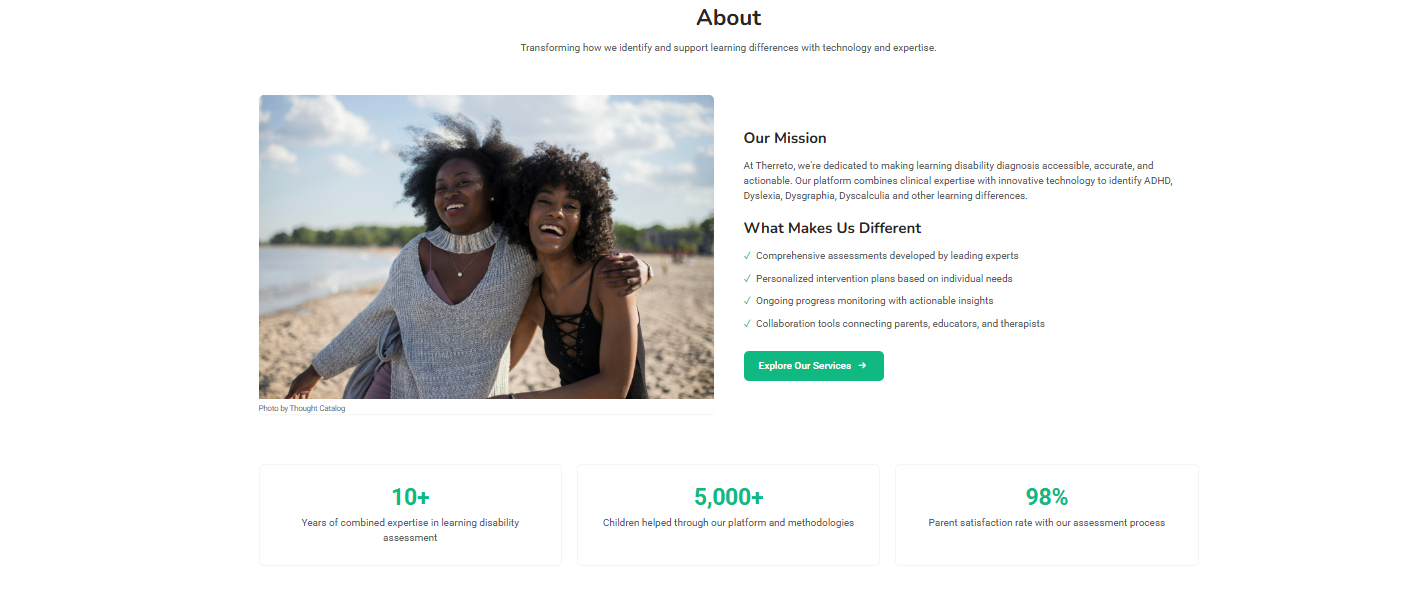 About
Transforming how we identify and support learning differences with technology and expertise.
Our Mission
At Therreto, we're dedicated to making learning disability diagnosis accessible, accurate, and
actionable. Our platform combines clinical expertise with innovative technology to identify ADHD,
Dyslexia, Dysgraphia, Dyscalculia and other learning differences.
What Makes Us Different
✓ Comprehensive assessments developed by leading experts
✓ Personalized intervention plans based on individual needs
✓ Ongoing progress monitoring with actionable insights
✓ Collaboration tools connecting parents, educators, and therapists
Explore Our Services →
Photo by Thought Catalog
10+
Years of combined expertise in learning disability
assessment
5,000+
Children helped through our platform and methodologies
98%
Parent satisfaction rate with our assessment process